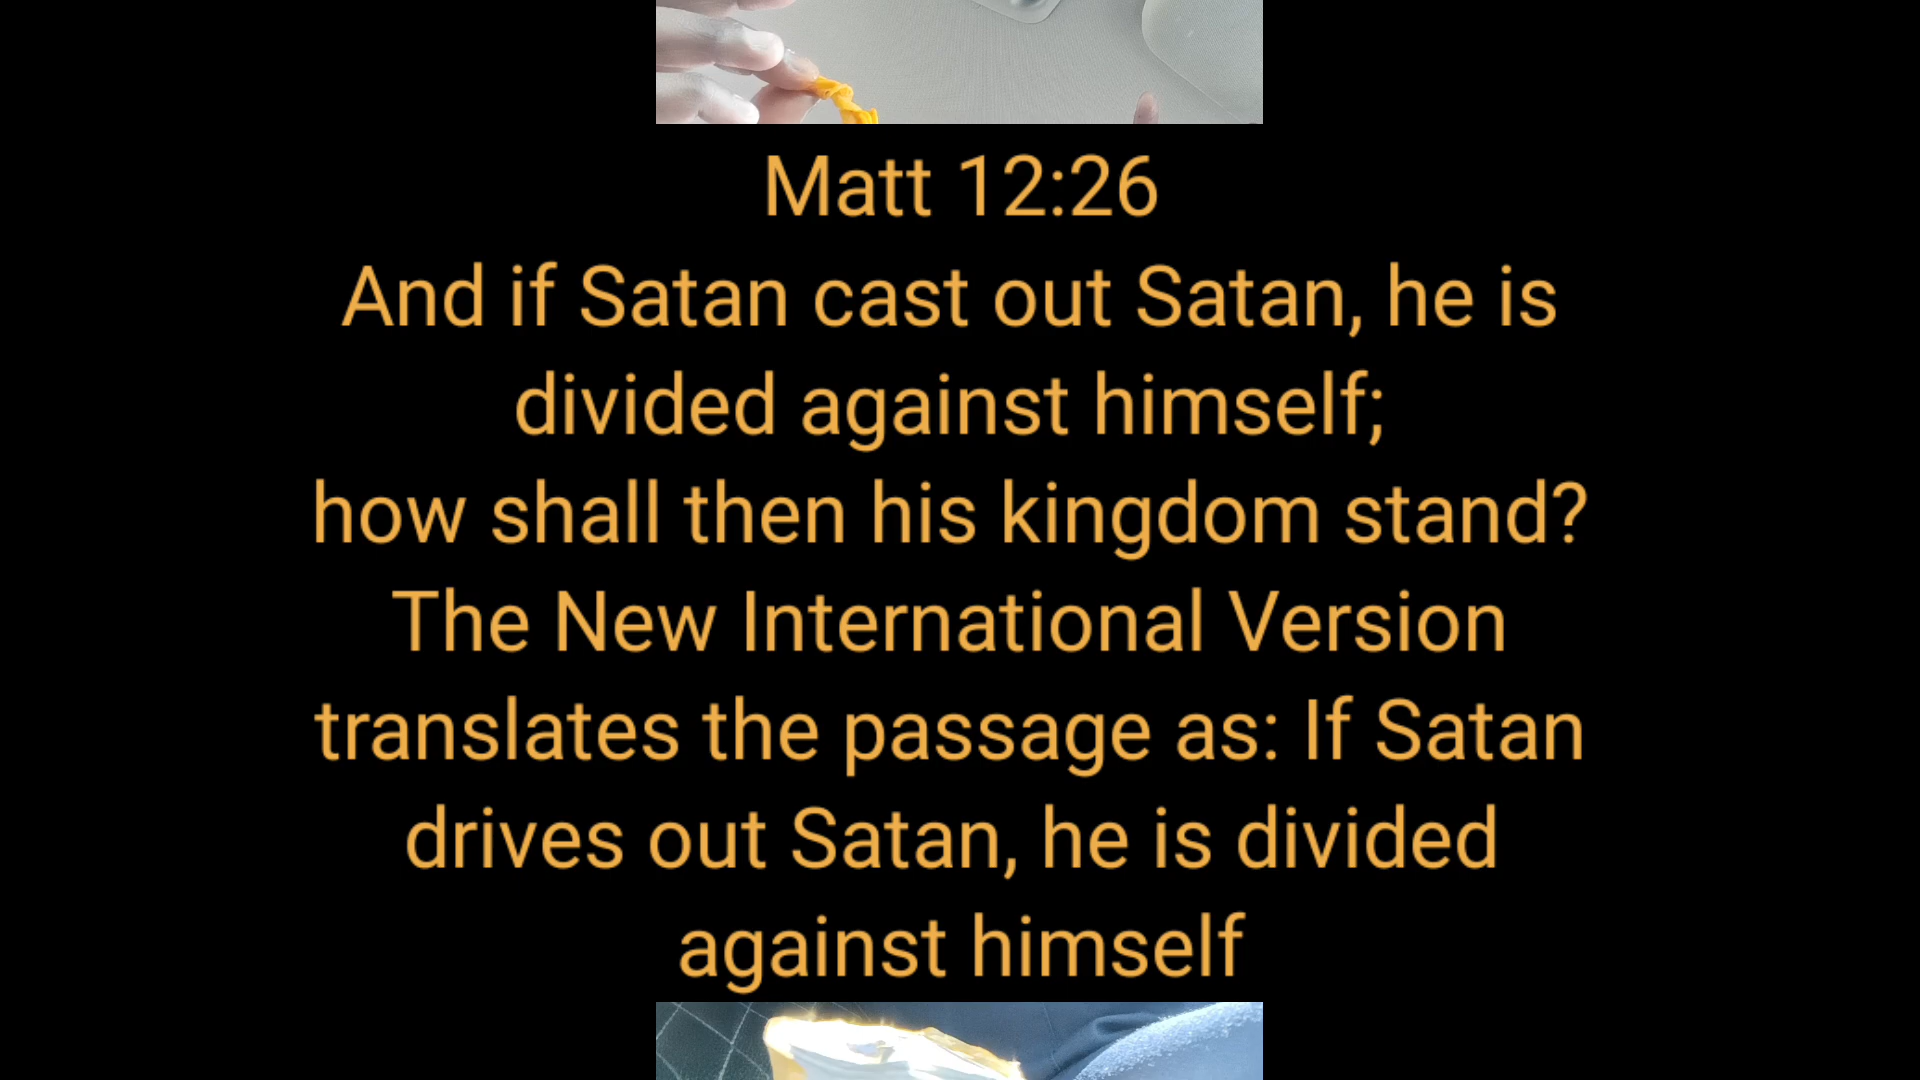 Matt 12:26
And if Satan cast out Satan, he is
divided against himself;
how shall then his kingdom stand?
The New International Version
translates the passage as: If Satan
drives out Satan, he is divided
against himself